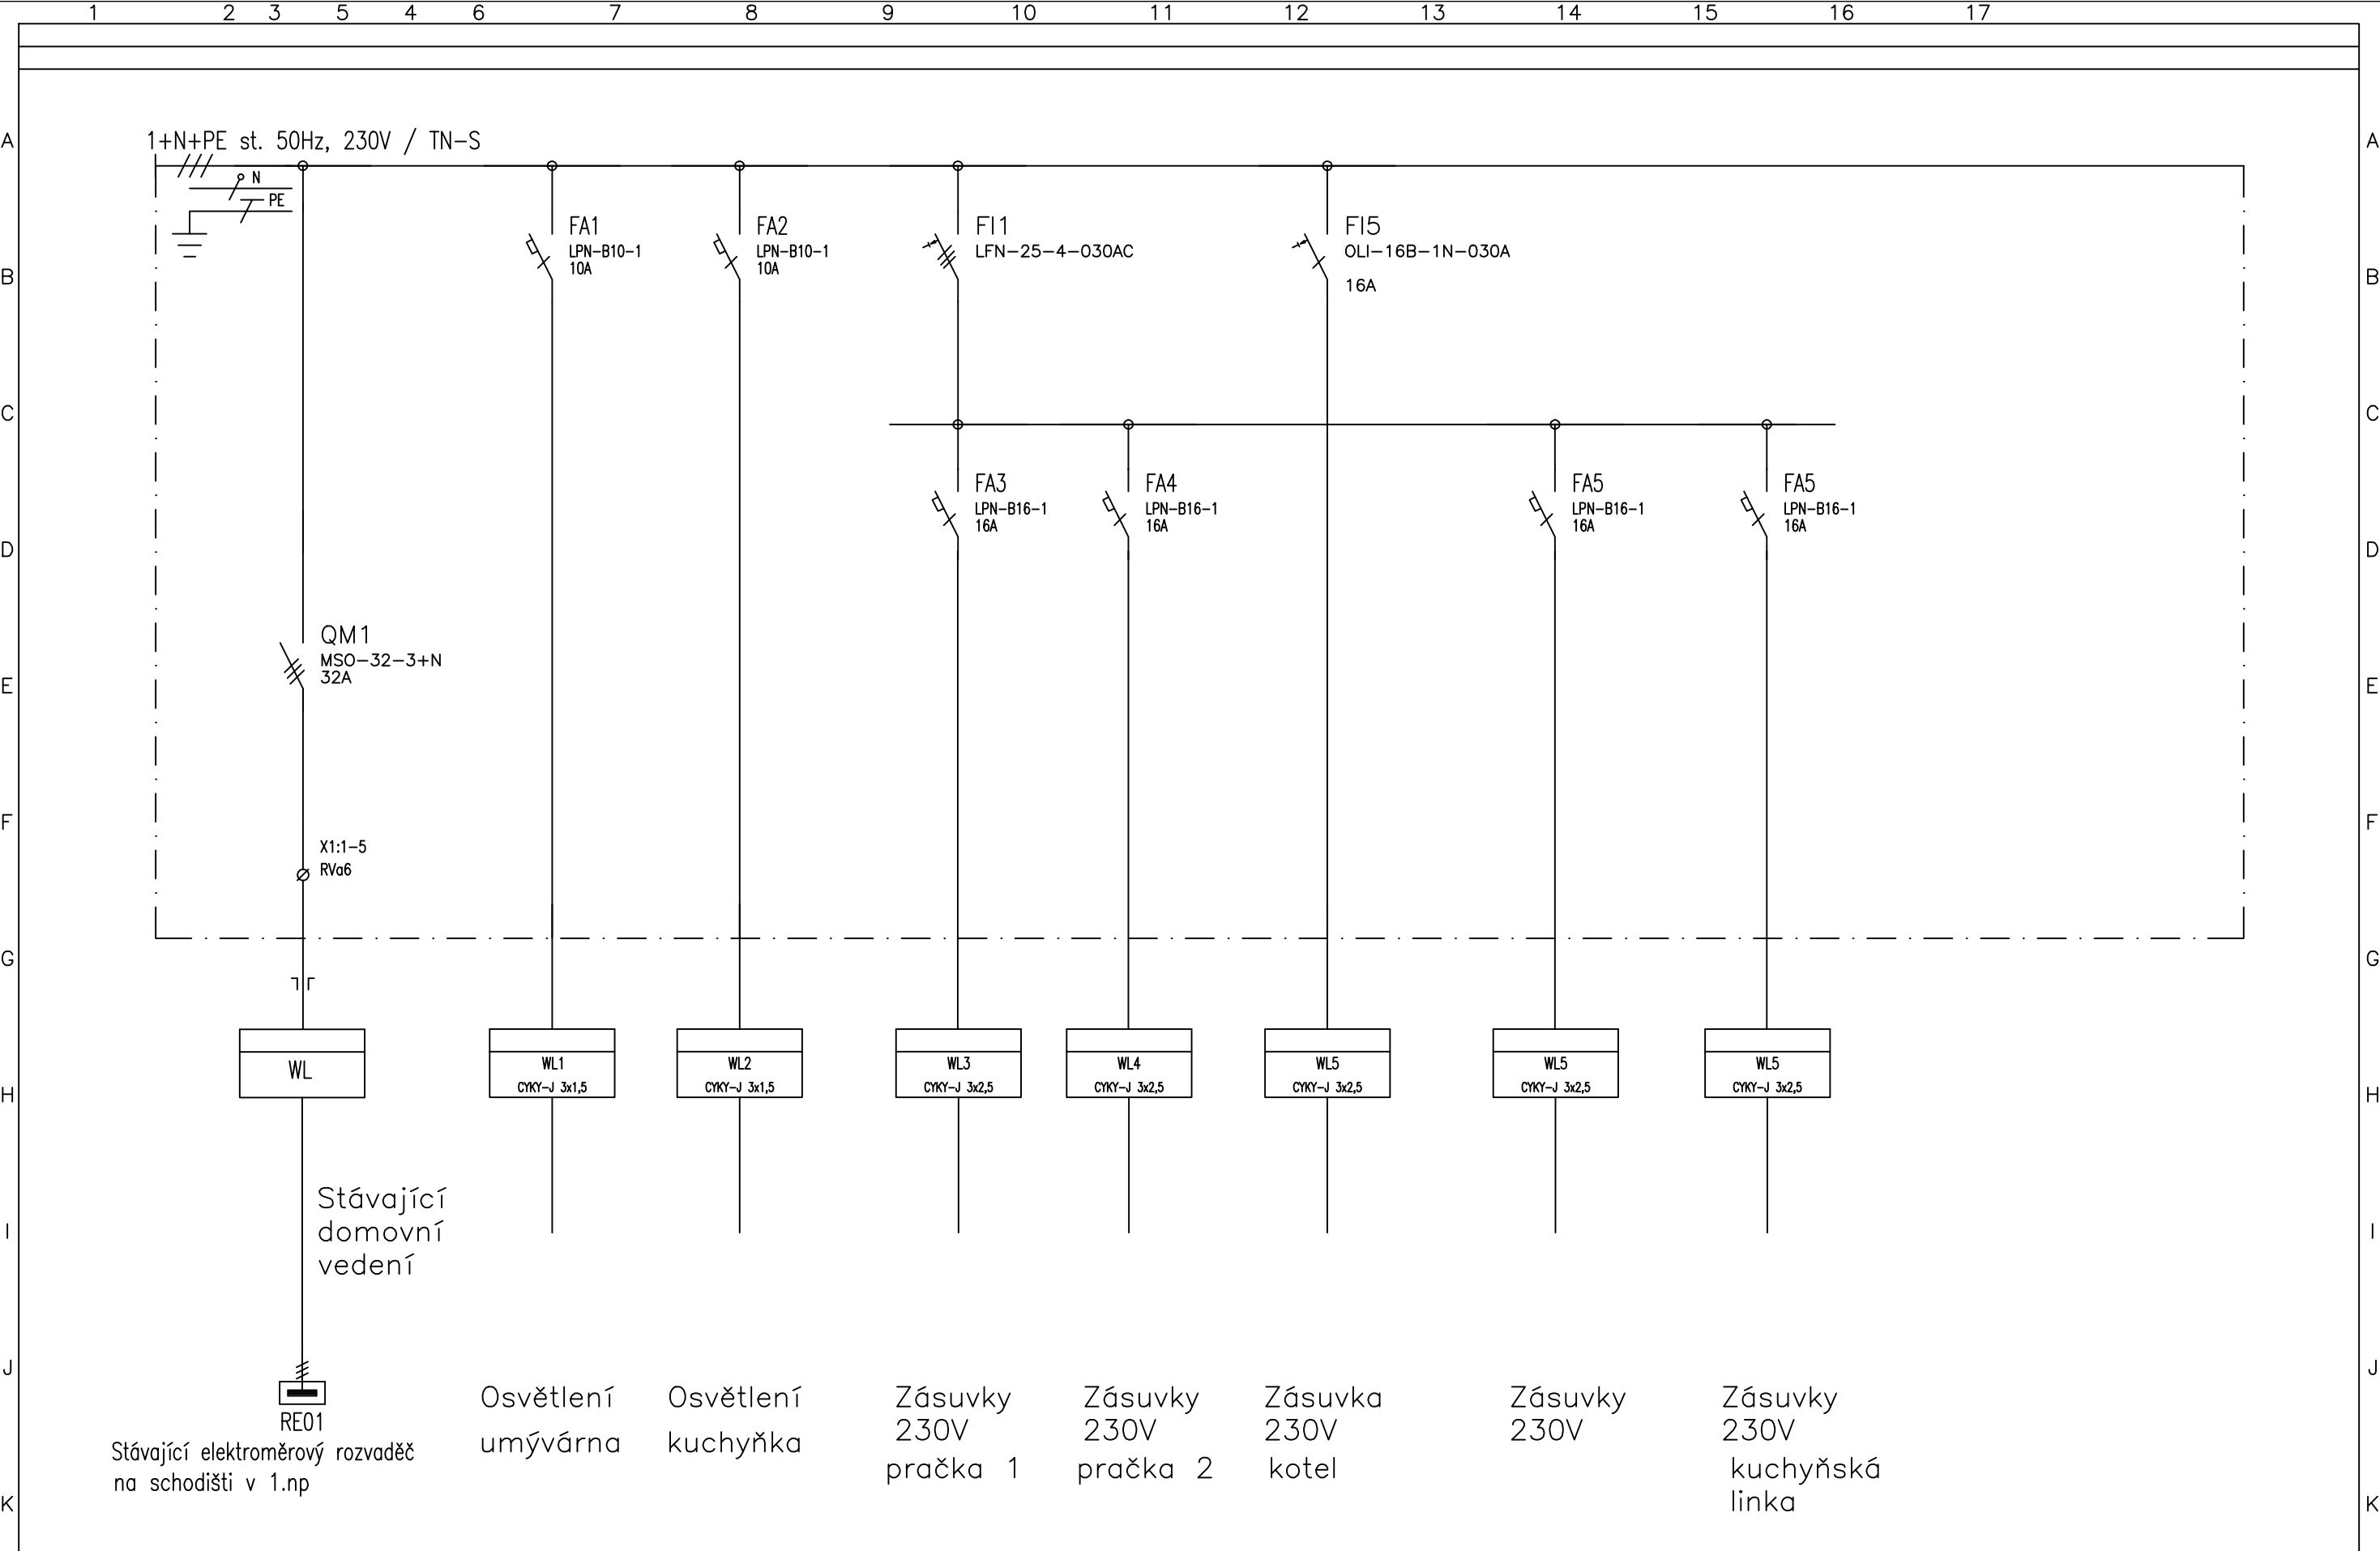 1 2 3 5 4 6 7 8 9 10 11 12 13 14 15 16 17
A A
1+N+PE st. 50Hz, 230V / TN-S
N
PE
FA1
LPN-B10-1
10A
FA2
LPN-B10-1
10A
FI1
LFN-25-4-030AC
FI5
OLI-16B-1N-030A
16A
B B
C C
FA3
LPN-B16-1
16A
FA4
LPN-B16-1
16A
FA5
LPN-B16-1
16A
FA5
LPN-B16-1
16A
D D
QM1
MSO-32-3+N
32A
E E
F F
X1:1-5
RVa6
G G
WL
WL1
CYKY-J 3x1,5
WL2
CYKY-J 3x1,5
WL3
CYKY-J 3x2,5
WL4
CYKY-J 3x2,5
WL5
CYKY-J 3x2,5
WL5
CYKY-J 3x2,5
WL5
CYKY-J 3x2,5
H H
Stávající
domovní
vedení
I I
J J
RE01
Stávající elektroměrový rozvaděč
na schodišti v 1.np
Osvětlení
umývárna
Osvětlení
kuchyňka
Zásuvky
230V
pračka 1
Zásuvky
230V
pračka 2
Zásuvka
230V
kotel
Zásuvky
230V
Zásuvky
230V
kuchyňská
linka
K K